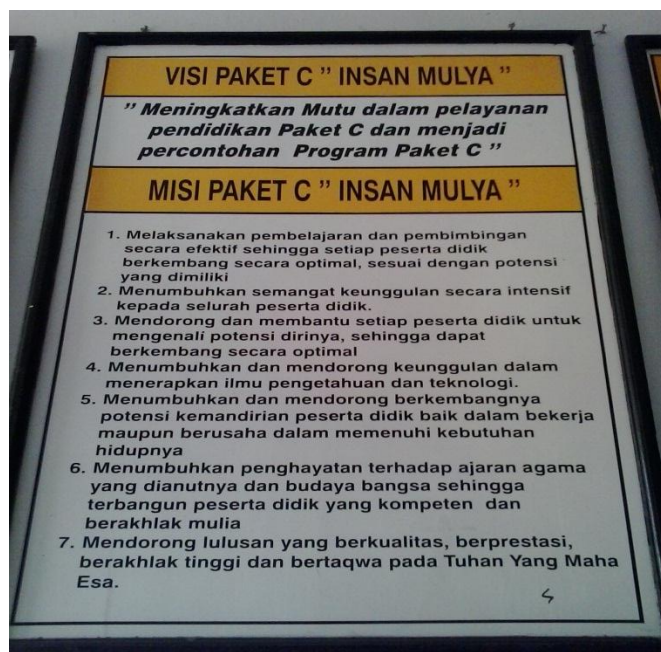 VISI PAKET C " INSAN MULYA "
" Meningkatkan Mutu dalam pelayanan
pendidikan Paket C dan menjadi
percontohan Program Paket C "
MISI PAKET C " INSAN MULYA "
1. Melaksanakan pembelajaran dan pembimbingan
secara efektif sehingga setiap peserta didik
berkembang secara optimal, sesuai dengan potensi
yang dimiliki
2. Menumbuhkan semangat keunggulan secara intensif
kepada selurah peserta didik.
3. Mendorong dan membantu setiap peserta didik untuk
mengenali potensi dirinya, sehingga dapat
berkembang secara optimal
4. Menumbuhkan dan mendorong keunggulan dalam
menerapkan ilmu pengetahuan dan teknologi.
5. Menumbuhkan dan mendorong berkembangnya
potensi kemandirian peserta didik baik dalam bekerja
maupun berusaha dalam memenuhi kebutuhan
hidupnya
6. Menumbuhkan penghayatan terhadap ajaran agama
yang dianutnya dan budaya bangsa sehingga
terbangun peserta didik yang kompeten dan
berakhlak mulia
7. Mendorong lulusan yang berkualitas, berprestasi,
berakhlak tinggi dan bertaqwa pada Tuhan Yang Maha
Esa.